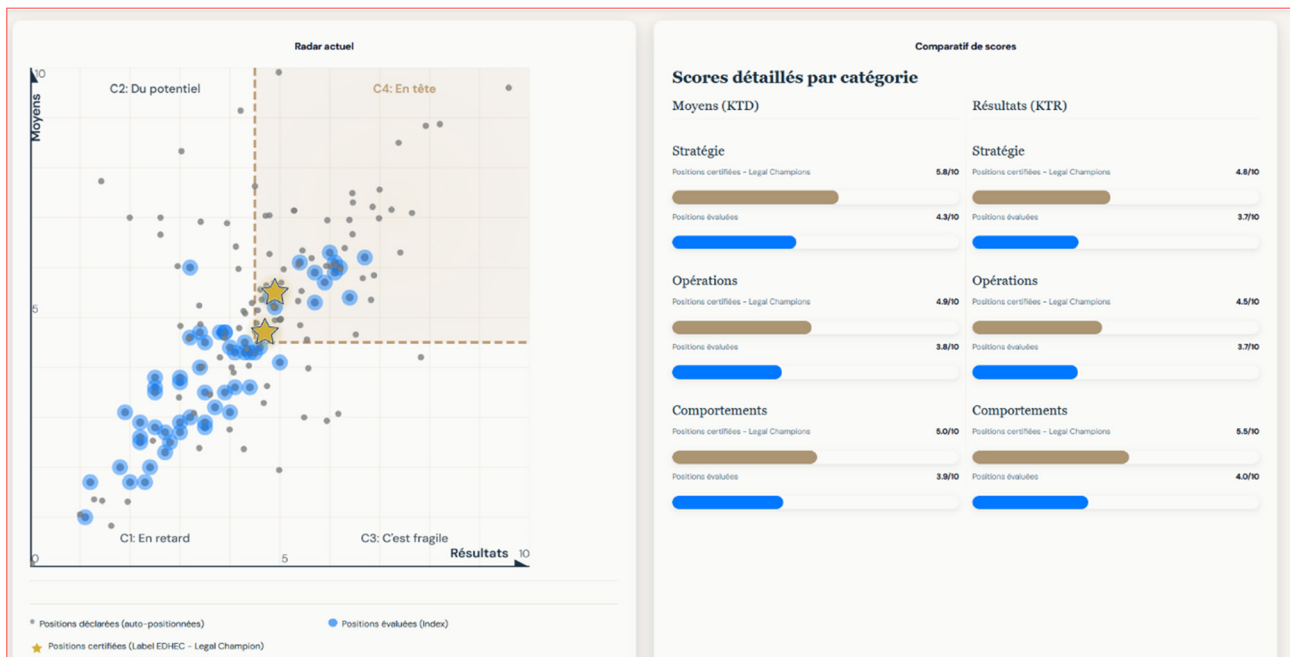 Radar actuel
10
Moyens
C2: Du potentiel
C4: En tête
5
C1: En retard
C3: C'est fragile
Résultats
0
5
10
Positions déclarées (auto-positionnées)
Positions évaluées (Index)
Positions certifiées (Label EDHEC - Legal Champion)
Comparatif de scores
Scores détaillés par catégorie
Moyens (KTD)
Stratégie
Positions certifiées - Legal Champions
5.8/10
Positions évaluées
4.3/10
Opérations
Positions certifiées - Legal Champions
4.9/10
Positions évaluées
3.8/10
Comportements
Positions certifiées - Legal Champions
5.0/10
Positions évaluées
3.9/10
Résultats (KTR)
Stratégie
Positions certifiées - Legal Champions
4.8/10
Positions évaluées
3.7/10
Opérations
Positions certifiées - Legal Champions
4.5/10
Positions évaluées
3.7/10
Comportements
Positions certifiées - Legal Champions
5.5/10
Positions évaluées
4.0/10